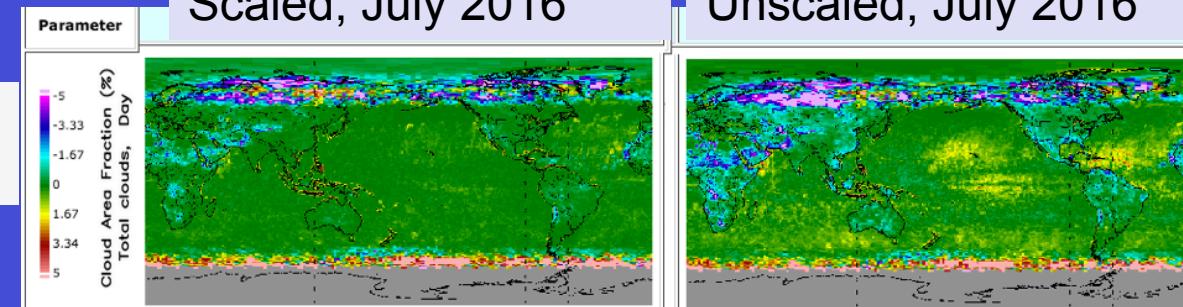 Scaled, July 2016
Unscaled, July 2016
Parameter
Cloud Area Fraction (%)
Total clouds, Day
-5
-3.33
-1.67
0
1.67
3.34
5